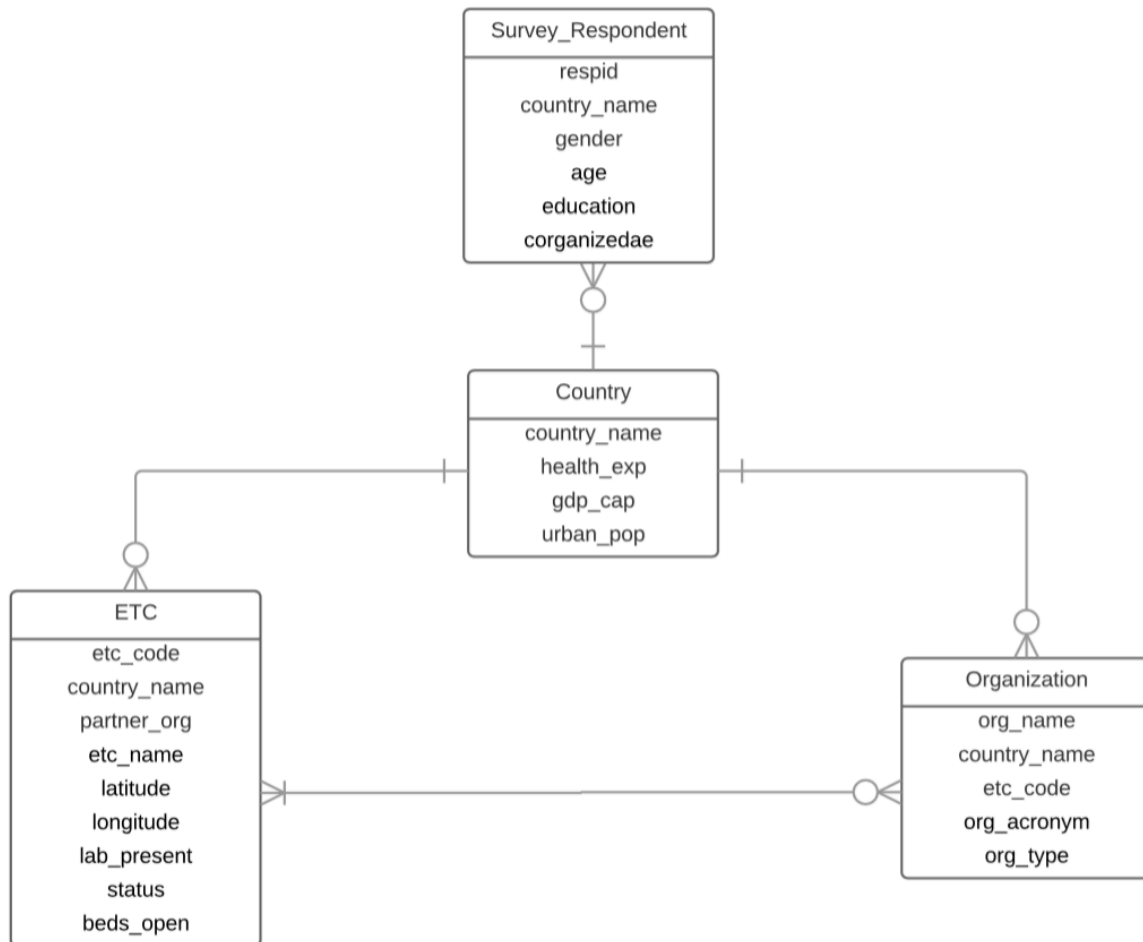 Survey_Respondent
respid
country_name
gender
age
education
corganizedae
Country
country_name
health_exp
gdp_cap
urban_pop
ETC
etc_code
country_name
partner_org
etc_name
latitude
longitude
lab_present
status
beds_open
Organization
org_name
country_name
etc_code
org_acronym
org_type